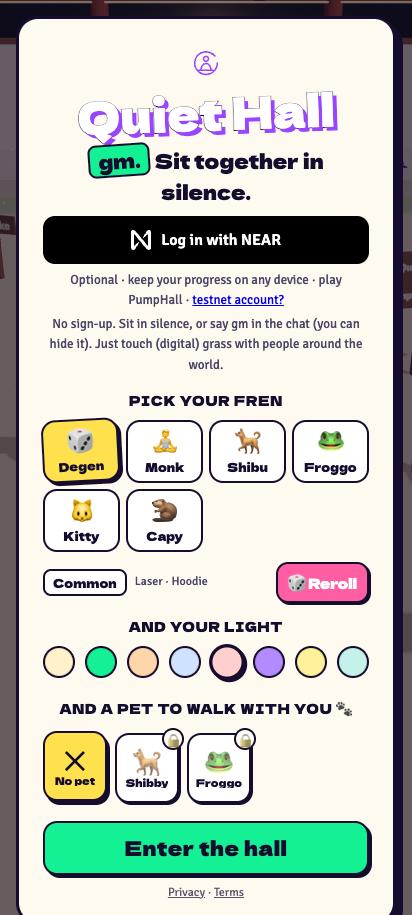 Quiet Hall
gm. Sit together in
silence.
Log in with NEAR
Optional · keep your progress on any device · play
PumpHall · testnet account?
No sign-up. Sit in silence, or say gm in the chat (you can
hide it). Just touch (digital) grass with people around the
world.
PICK YOUR FREN
Degen
Monk
Shibu
Froggo
Kitty
Capy
Common
Laser · Hoodie
Reroll
AND YOUR LIGHT
AND A PET TO WALK WITH YOU
No pet
Shibby
Froggo
Enter the hall
Privacy · Terms